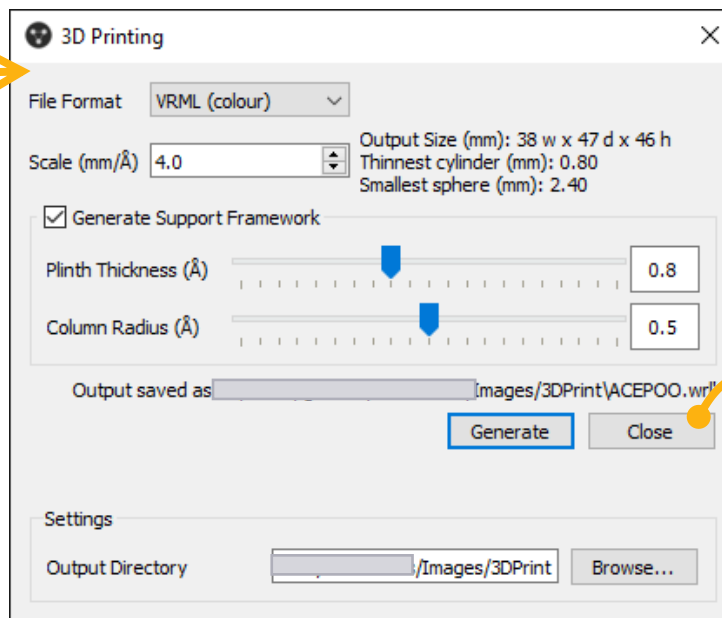 3D Printing
File Format VRML (colour)
Scale (mm/Å) 4.0
Output Size (mm): 38 w x 47 d x 46 h
Thinnest cylinder (mm): 0.80
Smallest sphere (mm): 2.40
Generate Support Framework
Plinth Thickness (Å) 0.8
Column Radius (Å) 0.5
Output saved as /Images/3DPrint\ACEPOO.wrl
Generate Close
Settings
Output Directory /Images/3DPrint Browse...